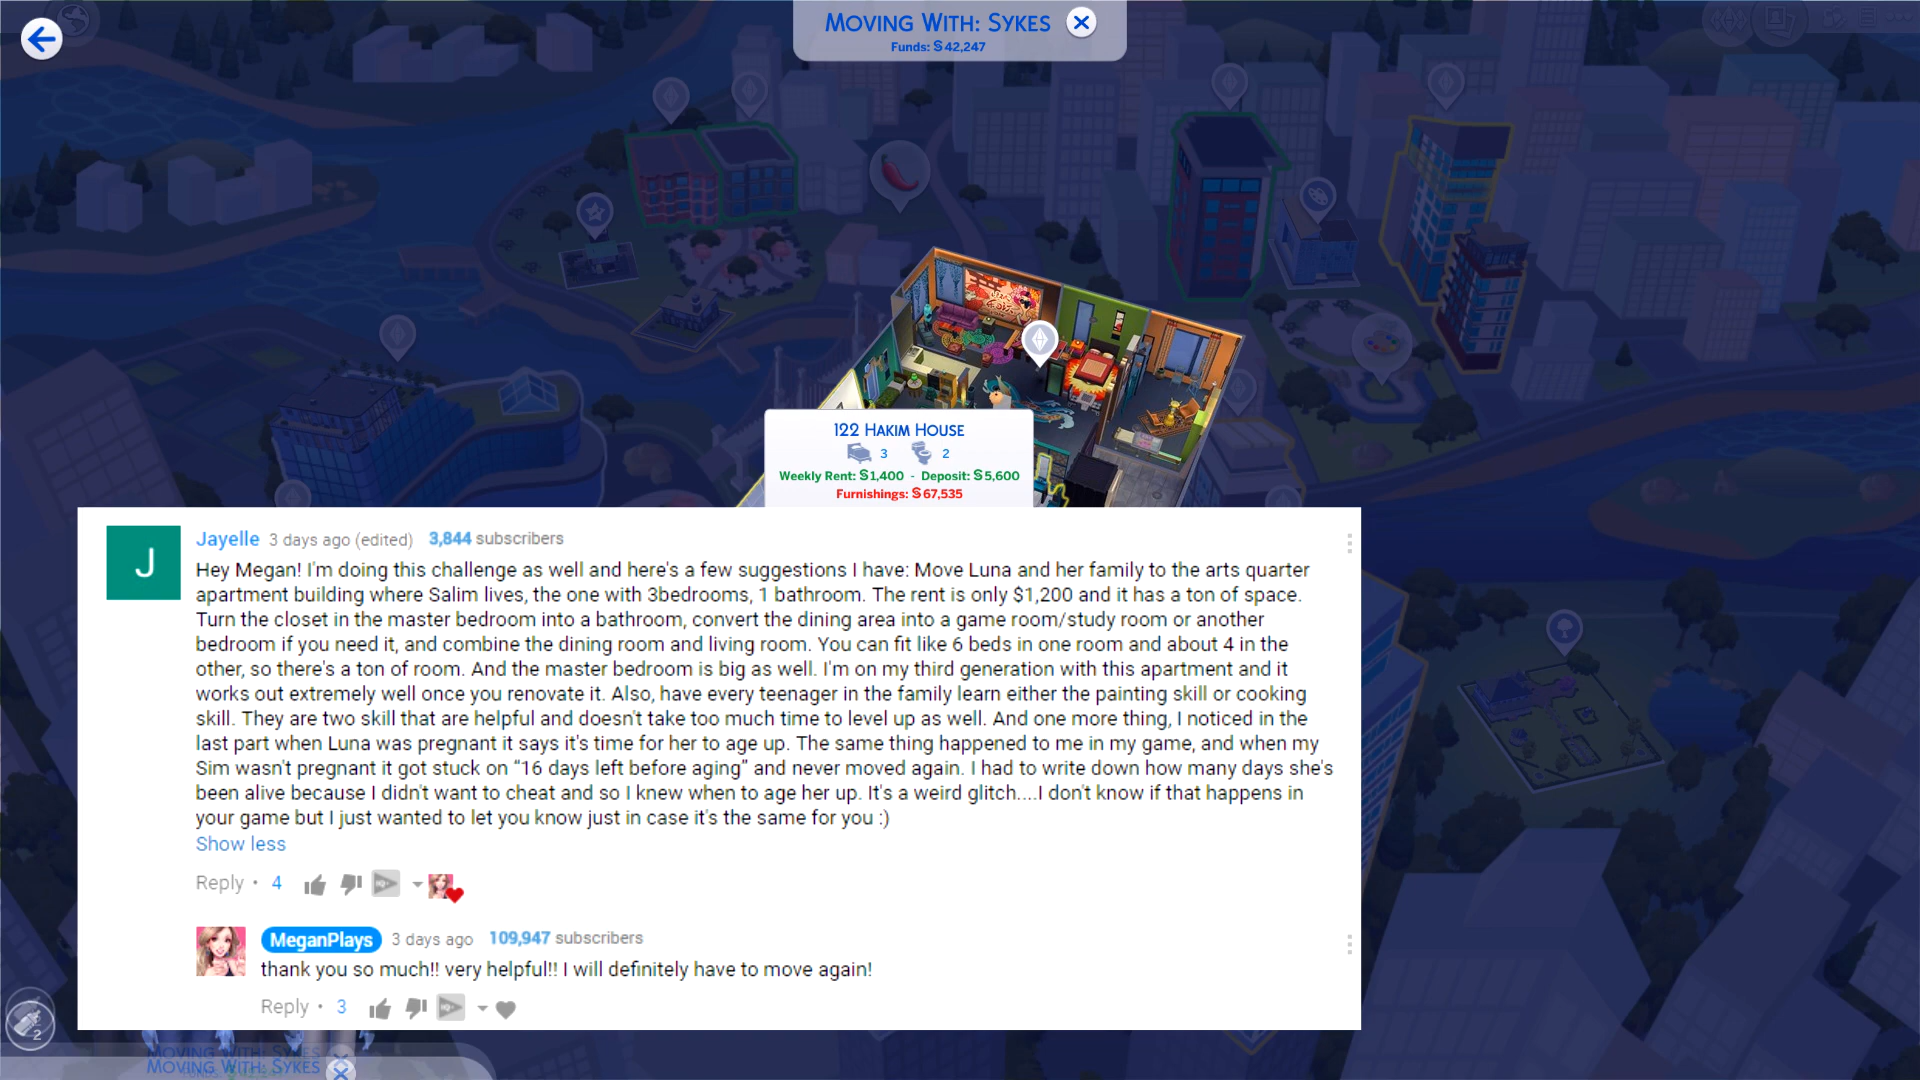 MOVING WITH: SYKES
Funds: §42,247
122 HAKIM HOUSE
3 2
Weekly Rent: §1,400 - Deposit: §5,600
Furnishings: §67,535
J
Jayelle 3 days ago (edited) 3,844 subscribers
Hey Megan! I'm doing this challenge as well and here's a few suggestions I have: Move Luna and her family to the arts quarter
apartment building where Salim lives, the one with 3bedrooms, 1 bathroom. The rent is only $1,200 and it has a ton of space.
Turn the closet in the master bedroom into a bathroom, convert the dining area into a game room/study room or another
bedroom if you need it, and combine the dining room and living room. You can fit like 6 beds in one room and about 4 in the
other, so there's a ton of room. And the master bedroom is big as well. I'm on my third generation with this apartment and it
works out extremely well once you renovate it. Also, have every teenager in the family learn either the painting skill or cooking
skill. They are two skill that are helpful and doesn't take too much time to level up as well. And one more thing, I noticed in the
last part when Luna was pregnant it says it's time for her to age up. The same thing happened to me in my game, and when my
Sim wasn't pregnant it got stuck on “16 days left before aging” and never moved again. I had to write down how many days she's
been alive because I didn't want to cheat and so I knew when to age her up. It's a weird glitch....I don't know if that happens in
your game but I just wanted to let you know just in case it's the same for you :)
Show less
Reply • 4
MeganPlays 3 days ago 109,947 subscribers
thank you so much!! very helpful!! I will definitely have to move again!
Reply • 3
2
MOVING WITH: SYKES
MOVING WITH: SYKES